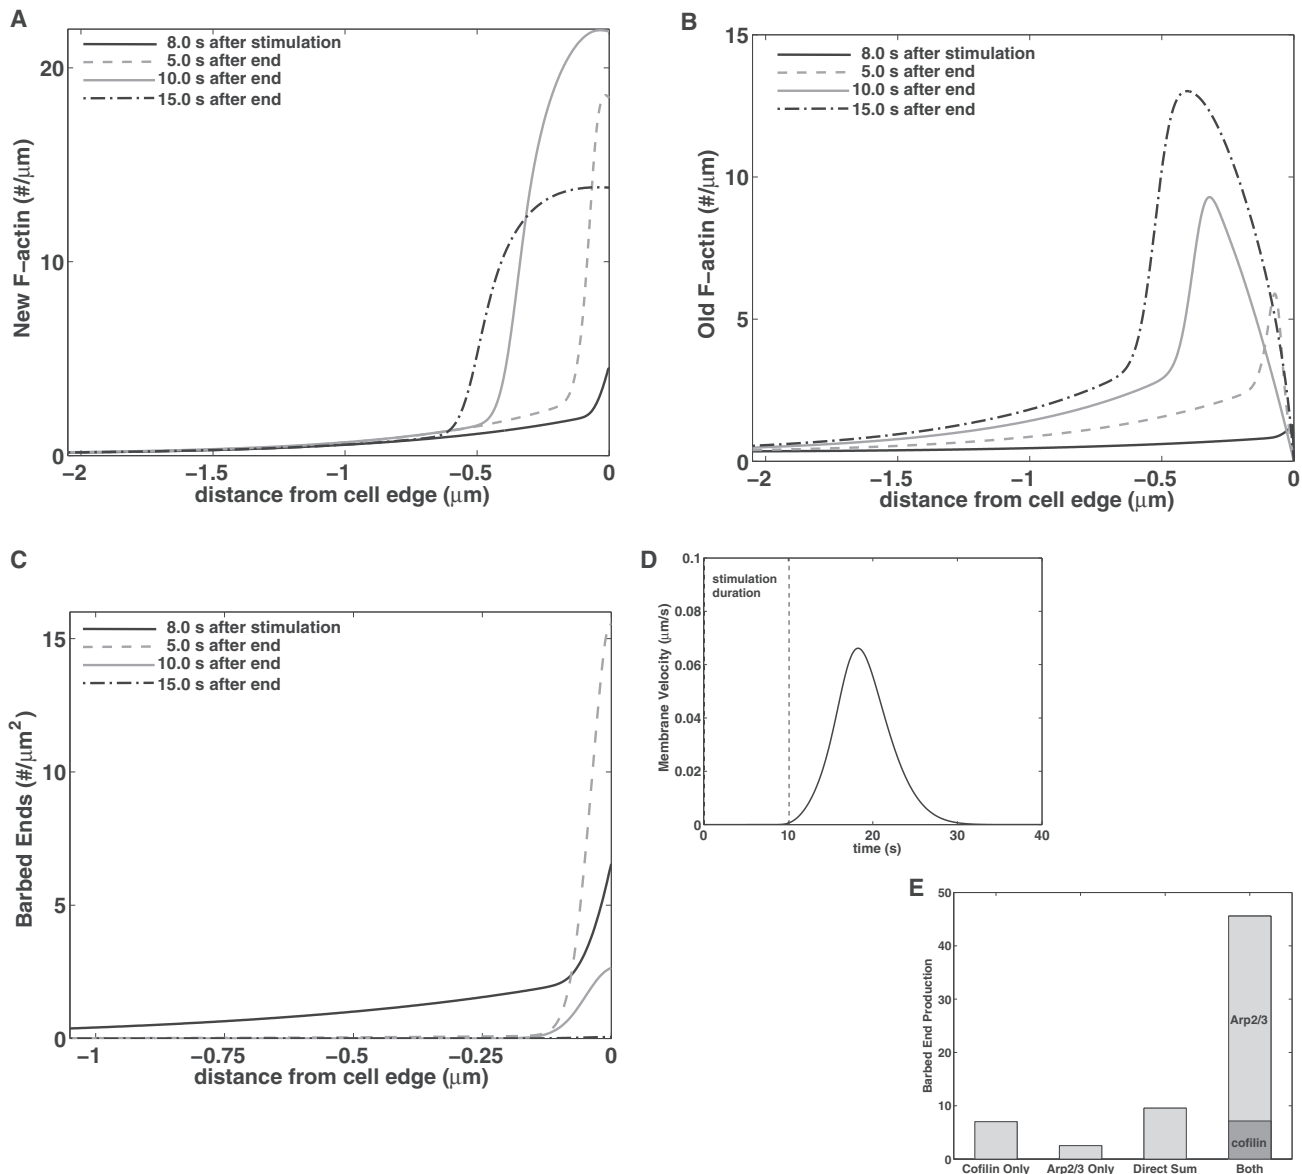 A
8.0 s after stimulation
5.0 s after end
10.0 s after end
15.0 s after end
20
10
0
New F−actin (#/μm)
−2
−1.5
−1
−0.5
0
distance from cell edge (μm)
B
8.0 s after stimulation
5.0 s after end
10.0 s after end
15.0 s after end
15
10
5
0
Old F−actin (#/μm)
−2
−1.5
−1
−0.5
0
distance from cell edge (μm)
C
8.0 s after stimulation
5.0 s after end
10.0 s after end
15.0 s after end
15
10
5
0
Barbed Ends (#/μm²)
−1
−0.75
−0.5
−0.25
0
distance from cell edge (μm)
D
stimulation
duration
0.1
0.08
0.06
0.04
0.02
0
Membrane Velocity (μm/s)
0
10
20
30
40
time (s)
E
50
40
30
20
10
0
Barbed End Production
Arp2/3
cofilin
Cofilin Only
Arp2/3 Only
Direct Sum
Both